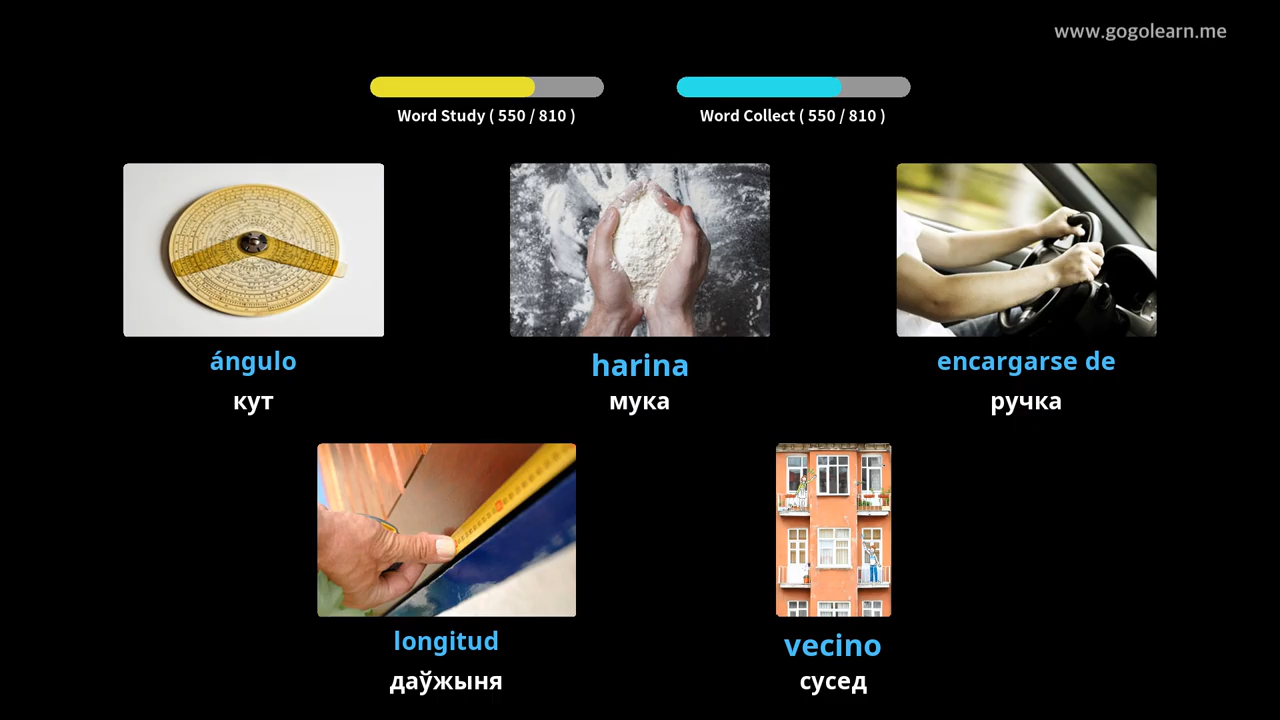 www.gogolearn.me
Word Study ( 550 / 810 )
Word Collect ( 550 / 810 )
ángulo
кут
harina
мука
encargarse de
ручка
longitud
даўжыня
vecino
сусед